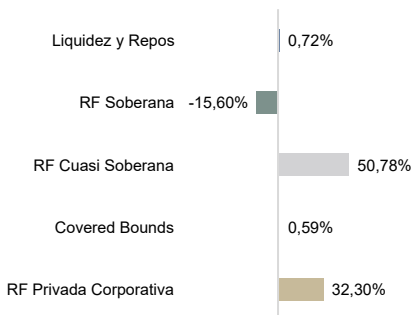 Liquidez y Repos 0,72%
RF Soberana -15,60%
RF Cuasi Soberana 50,78%
Covered Bounds 0,59%
RF Privada Corporativa 32,30%